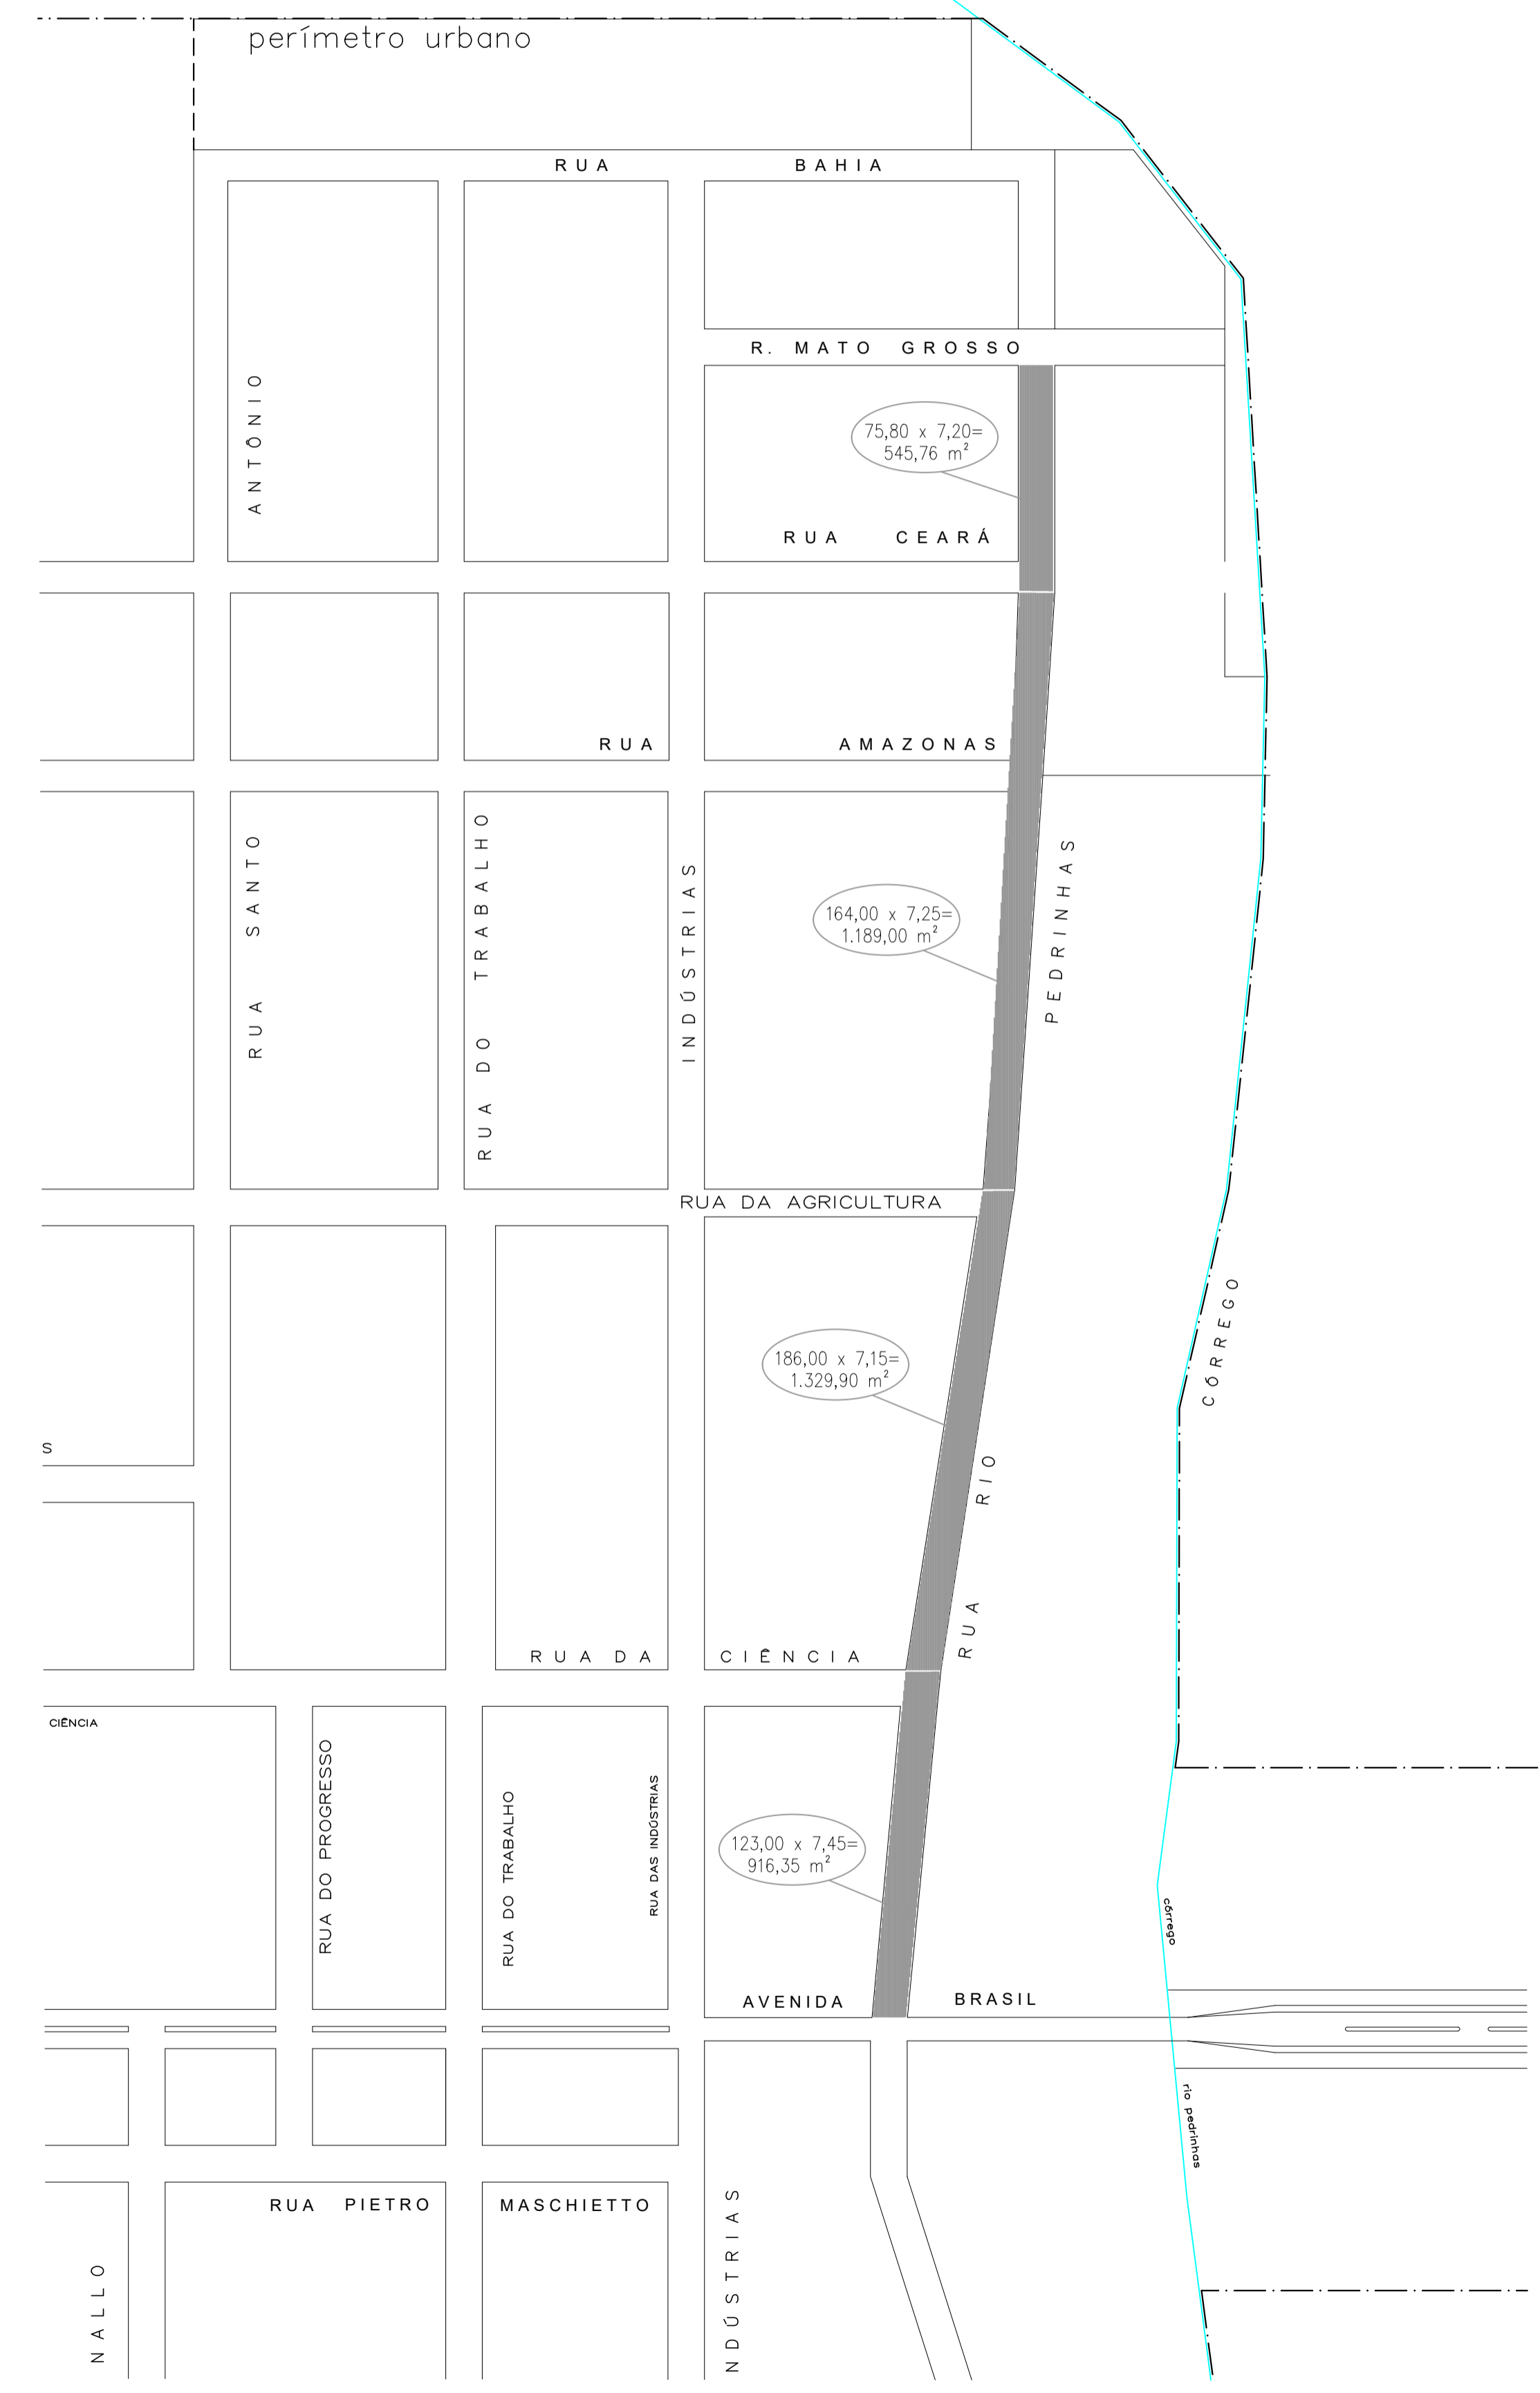 perímetro urbano
RUA BAHIA
R. MATO GROSSO
ANTÔNIO
75,80 x 7,20=
545,76 m²
RUA CEARÁ
RUA AMAZONAS
RUA SANTO
RUA DO TRABALHO
INDÚSTRIAS
PEDRINHAS
164,00 x 7,25=
1.189,00 m²
RUA DA AGRICULTURA
CÓRREGO
186,00 x 7,15=
1.329,90 m²
S
RUA RIO
RUA DA CIÊNCIA
CIÊNCIA
RUA DO PROGRESSO
RUA DO TRABALHO
RUA DAS INDÚSTRIAS
123,00 x 7,45=
916,35 m²
córrego
AVENIDA BRASIL
rio pedrinhas
RUA PIETRO MASCHIETTO
NALLO
NDÚSTRIAS